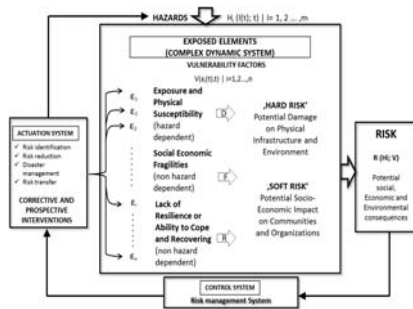 HAZARDS Hᵢ (I(t); t) | i= 1, 2 ... ,m
EXPOSED ELEMENTS
(COMPLEX DYNAMIC SYSTEM)
VULNERABILITY FACTORS
V(eᵢ(t);t) | i=1,2...,n
Exposure and
Physical
Susceptibility
(hazard
dependent)
Social Economic
Fragilities
(non hazard
dependent)
Lack of
Resilience or
Ability to Cope
and Recovering
(non hazard
dependent)
D
F
R
‚HARD RISK'
Potential Damage
on Physical
Infrastructure and
Environment
‚SOFT RISK'
Potential Socio-
Economic Impact
on Communities
and Organizations
ACTUATION SYSTEM
✓ Risk identification
✓ Risk reduction
✓ Disaster
management
✓ Risk transfer
CORRECTIVE AND
PROSPECTIVE
INTERVENTIONS
RISK
R (Hi; V)
Potential
social,
Economic and
Environmental
consequences
CONTROL SYSTEM
Risk management System